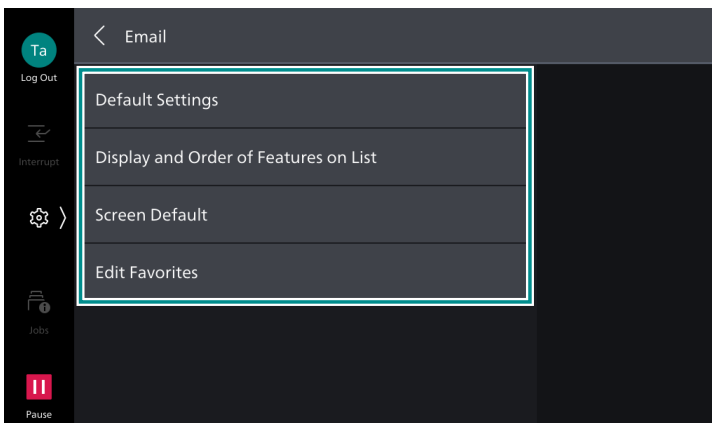 Ta
Log Out
Interrupt
Jobs
Pause
Email
Default Settings
Display and Order of Features on List
Screen Default
Edit Favorites